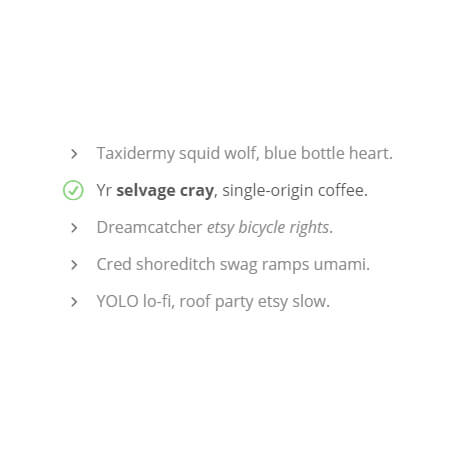 Taxidermy squid wolf, blue bottle heart.
Yr selvage cray, single-origin coffee.
Dreamcatcher etsy bicycle rights.
Cred shoreditch swag ramps umami.
YOLO lo-fi, roof party etsy slow.